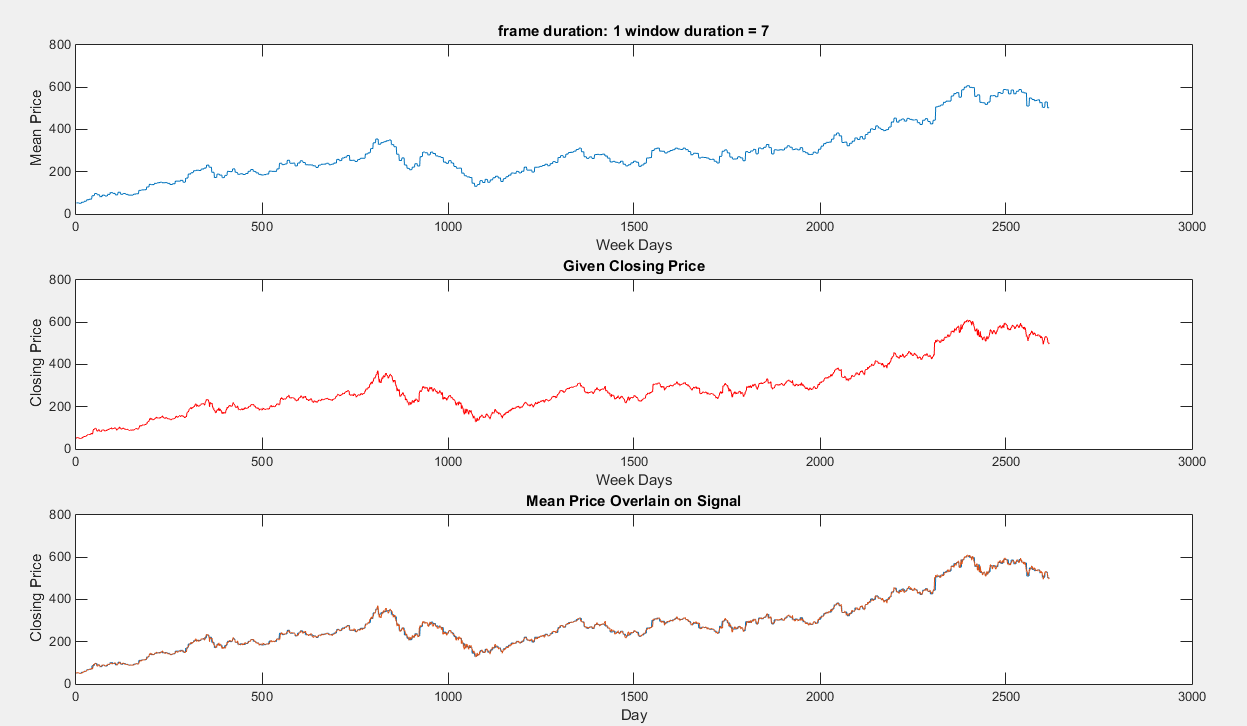 frame duration: 1 window duration = 7
800
600
400
200
0
Mean Price
0 500 1000 1500 2000 2500 3000
Week Days
Given Closing Price
800
600
400
200
0
Closing Price
0 500 1000 1500 2000 2500 3000
Week Days
Mean Price Overlain on Signal
800
600
400
200
0
Closing Price
0 500 1000 1500 2000 2500 3000
Day